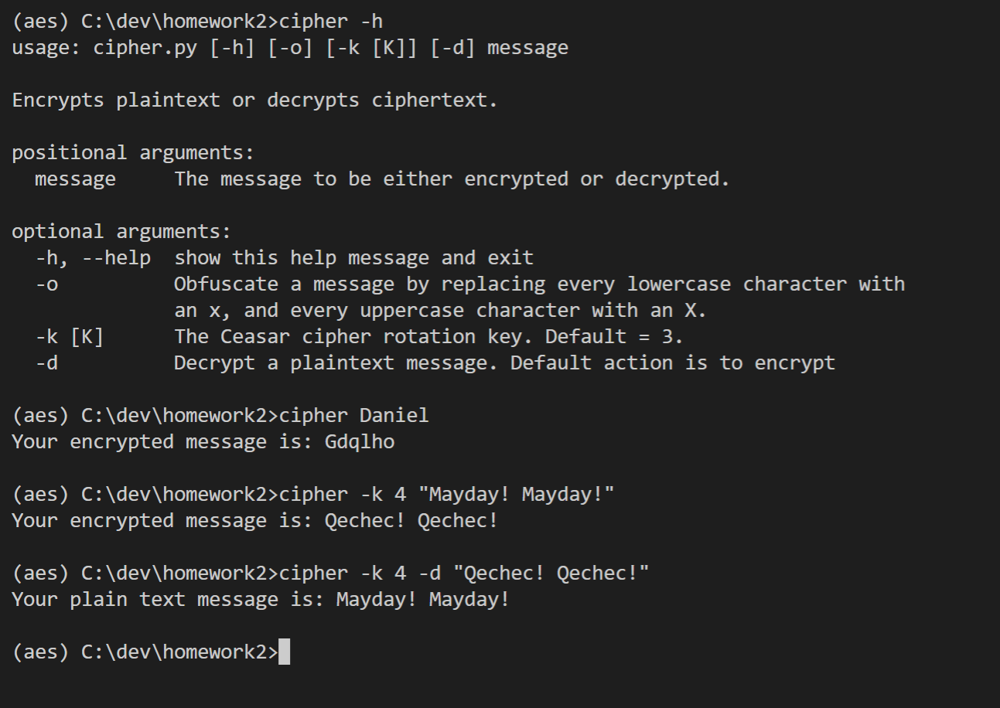 (aes) C:\dev\homework2>cipher -h
usage: cipher.py [-h] [-o] [-k [K]] [-d] message
Encrypts plaintext or decrypts ciphertext.
positional arguments:
  message     The message to be either encrypted or decrypted.
optional arguments:
  -h, --help  show this help message and exit
  -o          Obfuscate a message by replacing every lowercase character with
              an x, and every uppercase character with an X.
  -k [K]      The Ceasar cipher rotation key. Default = 3.
  -d          Decrypt a plaintext message. Default action is to encrypt
(aes) C:\dev\homework2>cipher Daniel
Your encrypted message is: Gdqlho
(aes) C:\dev\homework2>cipher -k 4 "Mayday! Mayday!"
Your encrypted message is: Qechec! Qechec!
(aes) C:\dev\homework2>cipher -k 4 -d "Qechec! Qechec!"
Your plain text message is: Mayday! Mayday!
(aes) C:\dev\homework2>